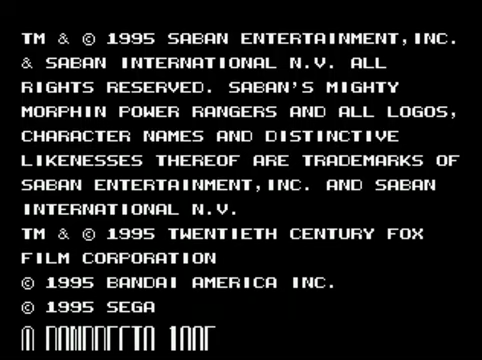 TM & © 1995 SABAN ENTERTAINMENT,INC.
& SABAN INTERNATIONAL N.V. ALL
RIGHTS RESERVED. SABAN'S MIGHTY
MORPHIN POWER RANGERS AND ALL LOGOS,
CHARACTER NAMES AND DISTINCTIVE
LIKENESSES THEREOF ARE TRADEMARKS OF
SABAN ENTERTAINMENT,INC. AND SABAN
INTERNATIONAL N.V.
TM & © 1995 TWENTIETH CENTURY FOX
FILM CORPORATION
© 1995 BANDAI AMERICA INC.
© 1995 SEGA